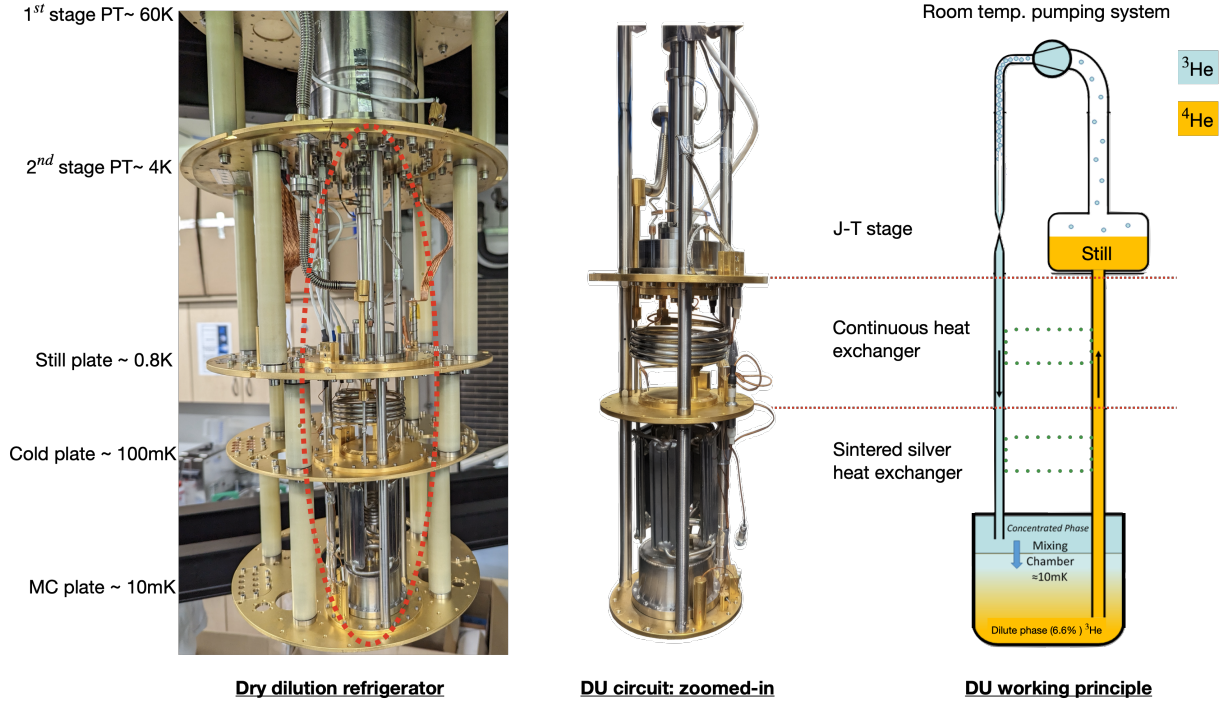 1st stage PT~ 60K
2nd stage PT~ 4K
Still plate ~ 0.8K
Cold plate ~ 100mK
MC plate ~ 10mK
Dry dilution refrigerator
DU circuit: zoomed-in
Room temp. pumping system
3He
4He
J-T stage
Still
Continuous heat
exchanger
Sintered silver
heat exchanger
Concentrated Phase
Mixing
Chamber
≈10mK
Dilute phase (6.6% ) 3He
DU working principle